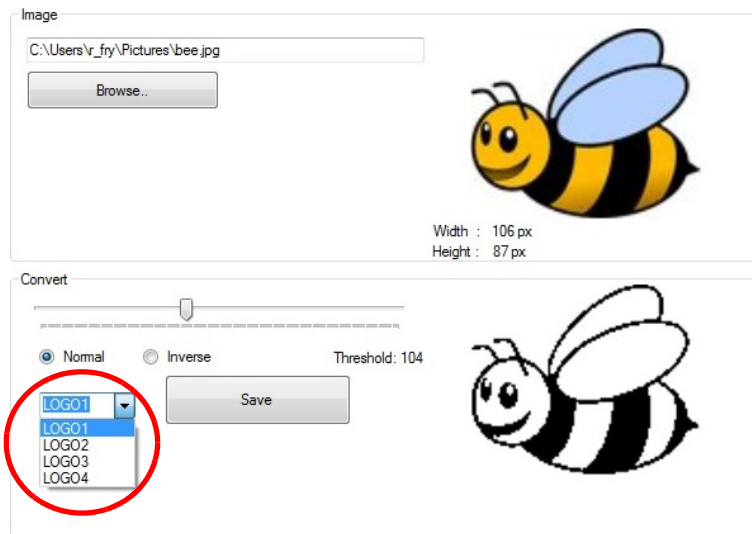 Image
C:\Users\r_fry\Pictures\bee.jpg
Browse..
Width : 106 px
Height : 87 px
Convert
Normal Inverse Threshold: 104
LOGO1 Save
LOGO1
LOGO2
LOGO3
LOGO4